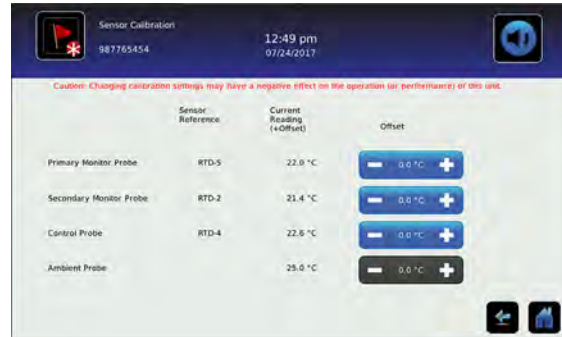 Sensor Calibration
987765454
12:49 pm
07/24/2017
Caution: Changing calibration settings may have a negative effect on the operation (or performance) of this unit.
Sensor Reference
Current Reading (+Offset)
Offset
Primary Monitor Probe RTD-5 22.0 °C − 0.0 °C +
Secondary Monitor Probe RTD-2 21.4 °C − 0.0 °C +
Control Probe RTD-4 22.6 °C − 0.0 °C +
Ambient Probe 25.0 °C − 0.0 °C +